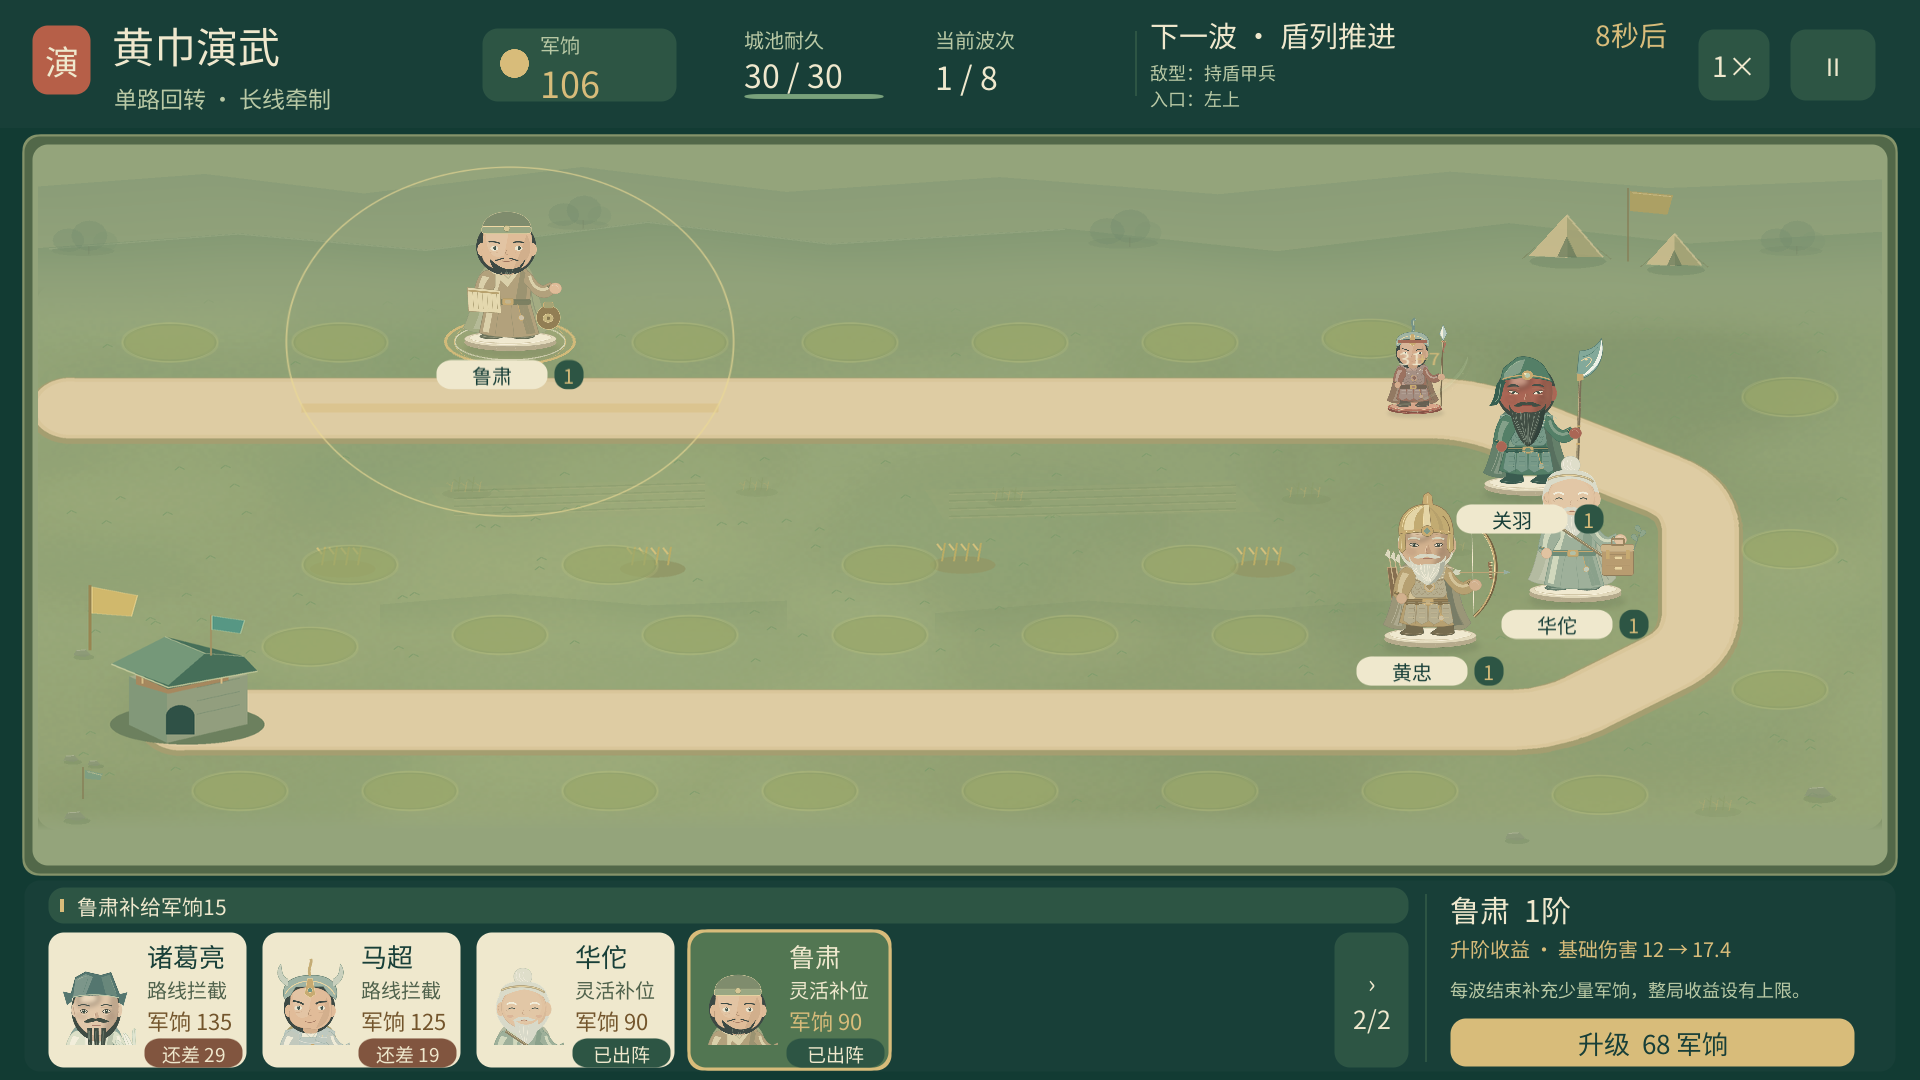 演
黄巾演武
单路回转 · 长线牵制
军饷
106
城池耐久
30 / 30
当前波次
1 / 8
下一波 · 盾列推进
敌型：持盾甲兵
入口：左上
8秒后
1×
II
鲁肃 1
关羽 1
华佗 1
黄忠 1
鲁肃补给军饷15
诸葛亮
路线拦截
军饷 135
还差 29
马超
路线拦截
军饷 125
还差 19
华佗
灵活补位
军饷 90
已出阵
鲁肃
灵活补位
军饷 90
已出阵
›
2/2
鲁肃 1阶
升阶收益 · 基础伤害 12 → 17.4
每波结束补充少量军饷，整局收益设有上限。
升级 68 军饷